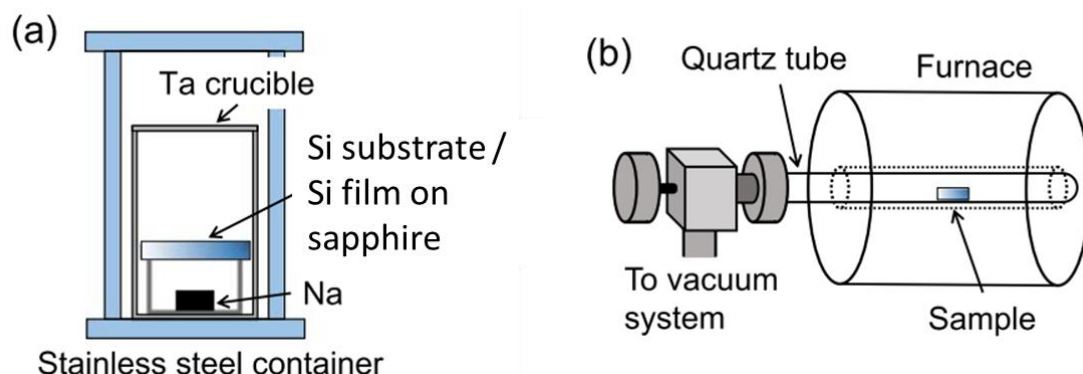 (a)
Ta crucible
Si substrate /
Si film on
sapphire
Na
Stainless steel container
(b)
Quartz tube
Furnace
To vacuum
system
Sample